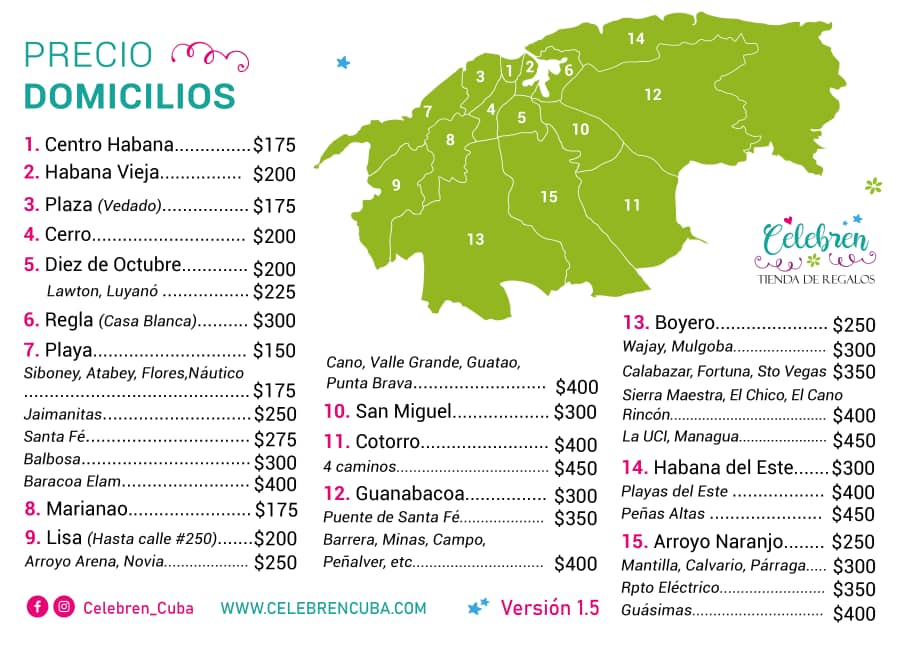 PRECIO
DOMICILIOS
1. Centro Habana...............$175
2. Habana Vieja................ $200
3. Plaza (Vedado)................. $175
4. Cerro.............................. $200
5. Diez de Octubre............. $200
Lawton, Luyanó ................. $225
6. Regla (Casa Blanca).......... $300
7. Playa.............................. $150
Siboney, Atabey, Flores,Náutico
............................................ $175
Jaimanitas.............................$250
Santa Fé................................ $275
Balbosa................................. $300
Baracoa Elam........................ $400
8. Marianao........................ $175
9. Lisa (Hasta calle #250).......$200
Arroyo Arena, Novia................. $250
Cano, Valle Grande, Guatao,
Punta Brava.......................... $400
10. San Miguel................... $300
11. Cotorro......................... $400
4 caminos.............................. $450
12. Guanabacoa................ $300
Puente de Santa Fé................. $350
Barrera, Minas, Campo,
Peñalver, etc.......................... $400
13. Boyero..................... $250
Wajay, Mulgoba.................... $300
Calabazar, Fortuna, Sto Vegas $350
Sierra Maestra, El Chico, El Cano
Rincón.................................. $400
La UCI, Managua................... $450
14. Habana del Este.......$300
Playas del Este .................. $400
Peñas Altas ...................... $450
15. Arroyo Naranjo........ $250
Mantilla, Calvario, Párraga..... $300
Rpto Eléctrico....................... $350
Guásimas............................. $400
14
3
1
2
6
12
7
4
5
8
10
9
15
11
13
Celebren
TIENDA DE REGALOS
Celebren_Cuba
WWW.CELEBRENCUBA.COM
Versión 1.5